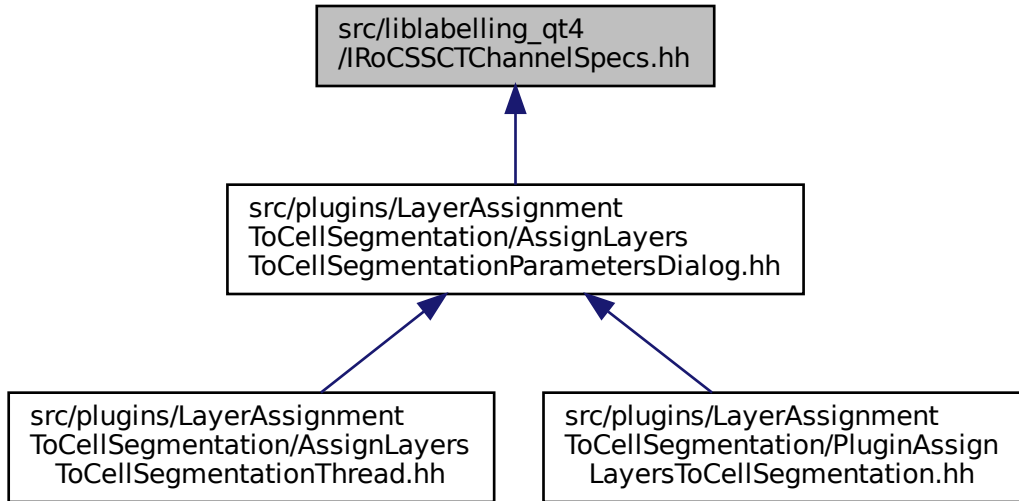 src/liblabelling_qt4
/IRoCSSCTChannelSpecs.hh
src/plugins/LayerAssignment
ToCellSegmentation/AssignLayers
ToCellSegmentationParametersDialog.hh
src/plugins/LayerAssignment
ToCellSegmentation/AssignLayers
ToCellSegmentationThread.hh
src/plugins/LayerAssignment
ToCellSegmentation/PluginAssign
LayersToCellSegmentation.hh